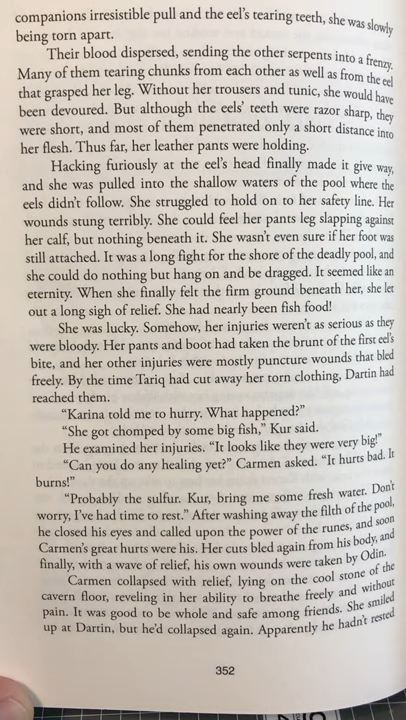 companions irresistible pull and the eel's tearing teeth, she was slowly
being torn apart.
Their blood dispersed, sending the other serpents into a frenzy.
Many of them tearing chunks from each other as well as from the eel
that grasped her leg. Without her trousers and tunic, she would have
been devoured. But although the eels' teeth were razor sharp, they
were short, and most of them penetrated only a short distance into
her flesh. Thus far, her leather pants were holding.
Hacking furiously at the eel's head finally made it give way,
and she was pulled into the shallow waters of the pool where the
eels didn't follow. She struggled to hold on to her safety line. Her
wounds stung terribly. She could feel her pants leg slapping against
her calf, but nothing beneath it. She wasn't even sure if her foot was
still attached. It was a long fight for the shore of the deadly pool, and
she could do nothing but hang on and be dragged. It seemed like an
eternity. When she finally felt the firm ground beneath her, she let
out a long sigh of relief. She had nearly been fish food!
She was lucky. Somehow, her injuries weren't as serious as they
were bloody. Her pants and boot had taken the brunt of the first eel's
bite, and her other injuries were mostly puncture wounds that bled
freely. By the time Tariq had cut away her torn clothing, Dartin had
reached them.
"Karina told me to hurry. What happened?"
"She got chomped by some big fish," Kur said.
He examined her injuries. "It looks like they were very big!"
"Can you do any healing yet?" Carmen asked. "It hurts bad. It
burns!"
"Probably the sulfur. Kur, bring me some fresh water. Don't
worry, I've had time to rest." After washing away the filth of the pool,
he closed his eyes and called upon the power of the runes, and soon
Carmen's great hurts were his. Her cuts bled again from his body, and
finally, with a wave of relief, his own wounds were taken by Odin.
Carmen collapsed with relief, lying on the cool stone of the
cavern floor, reveling in her ability to breathe freely and without
pain. It was good to be whole and safe among friends. She smiled
up at Dartin, but he'd collapsed again. Apparently he hadn't rested
352